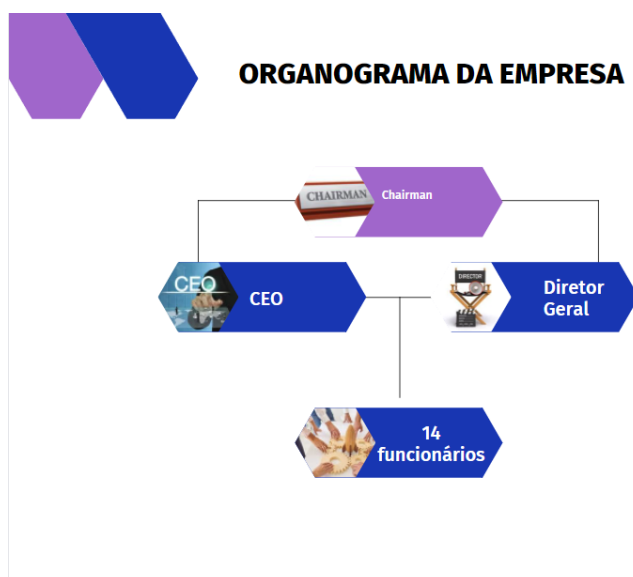 ORGANOGRAMA DA EMPRESA
CHAIRMAN
Chairman
CEO
CEO
DIRECTOR
Diretor
Geral
14
funcionários